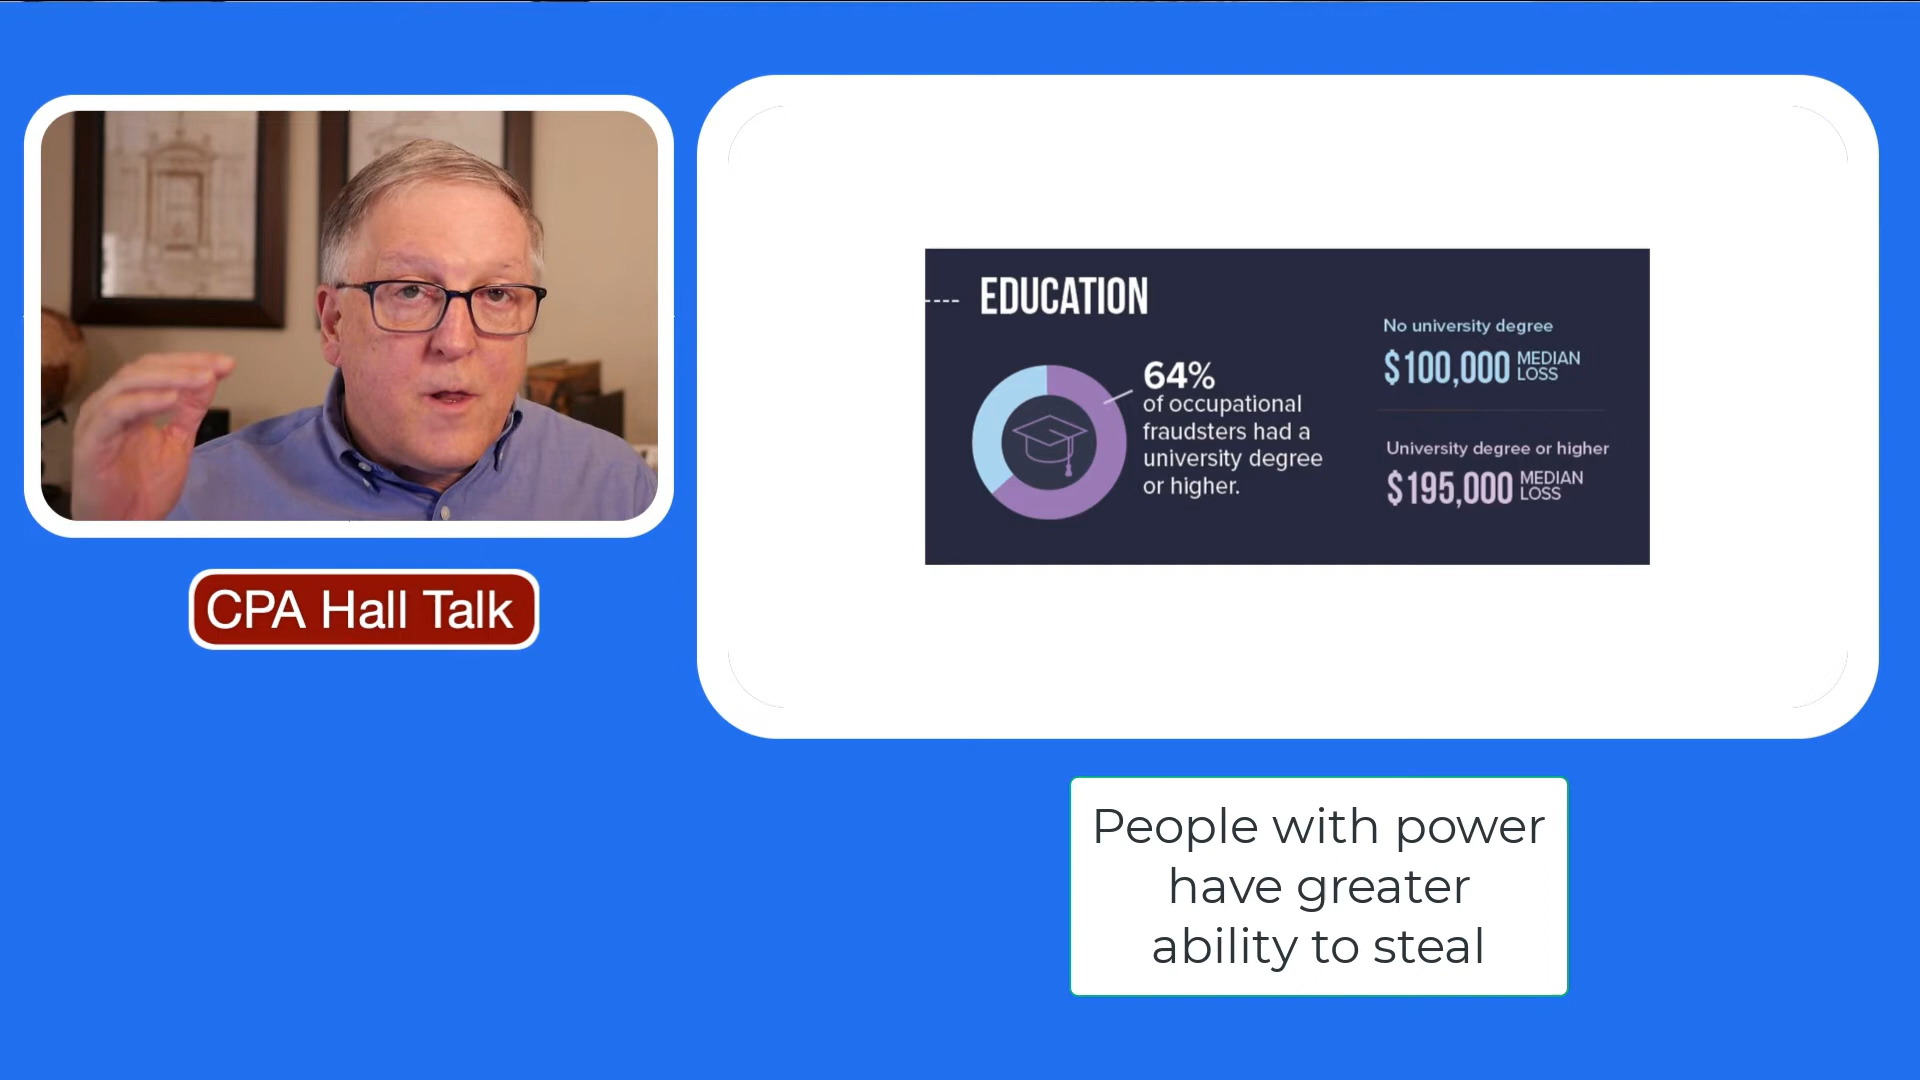 EDUCATION
64%
of occupational
fraudsters had a
university degree
or higher.
No university degree
$100,000 MEDIAN
LOSS
University degree or higher
$195,000 MEDIAN
LOSS
CPA Hall Talk
People with power
have greater
ability to steal